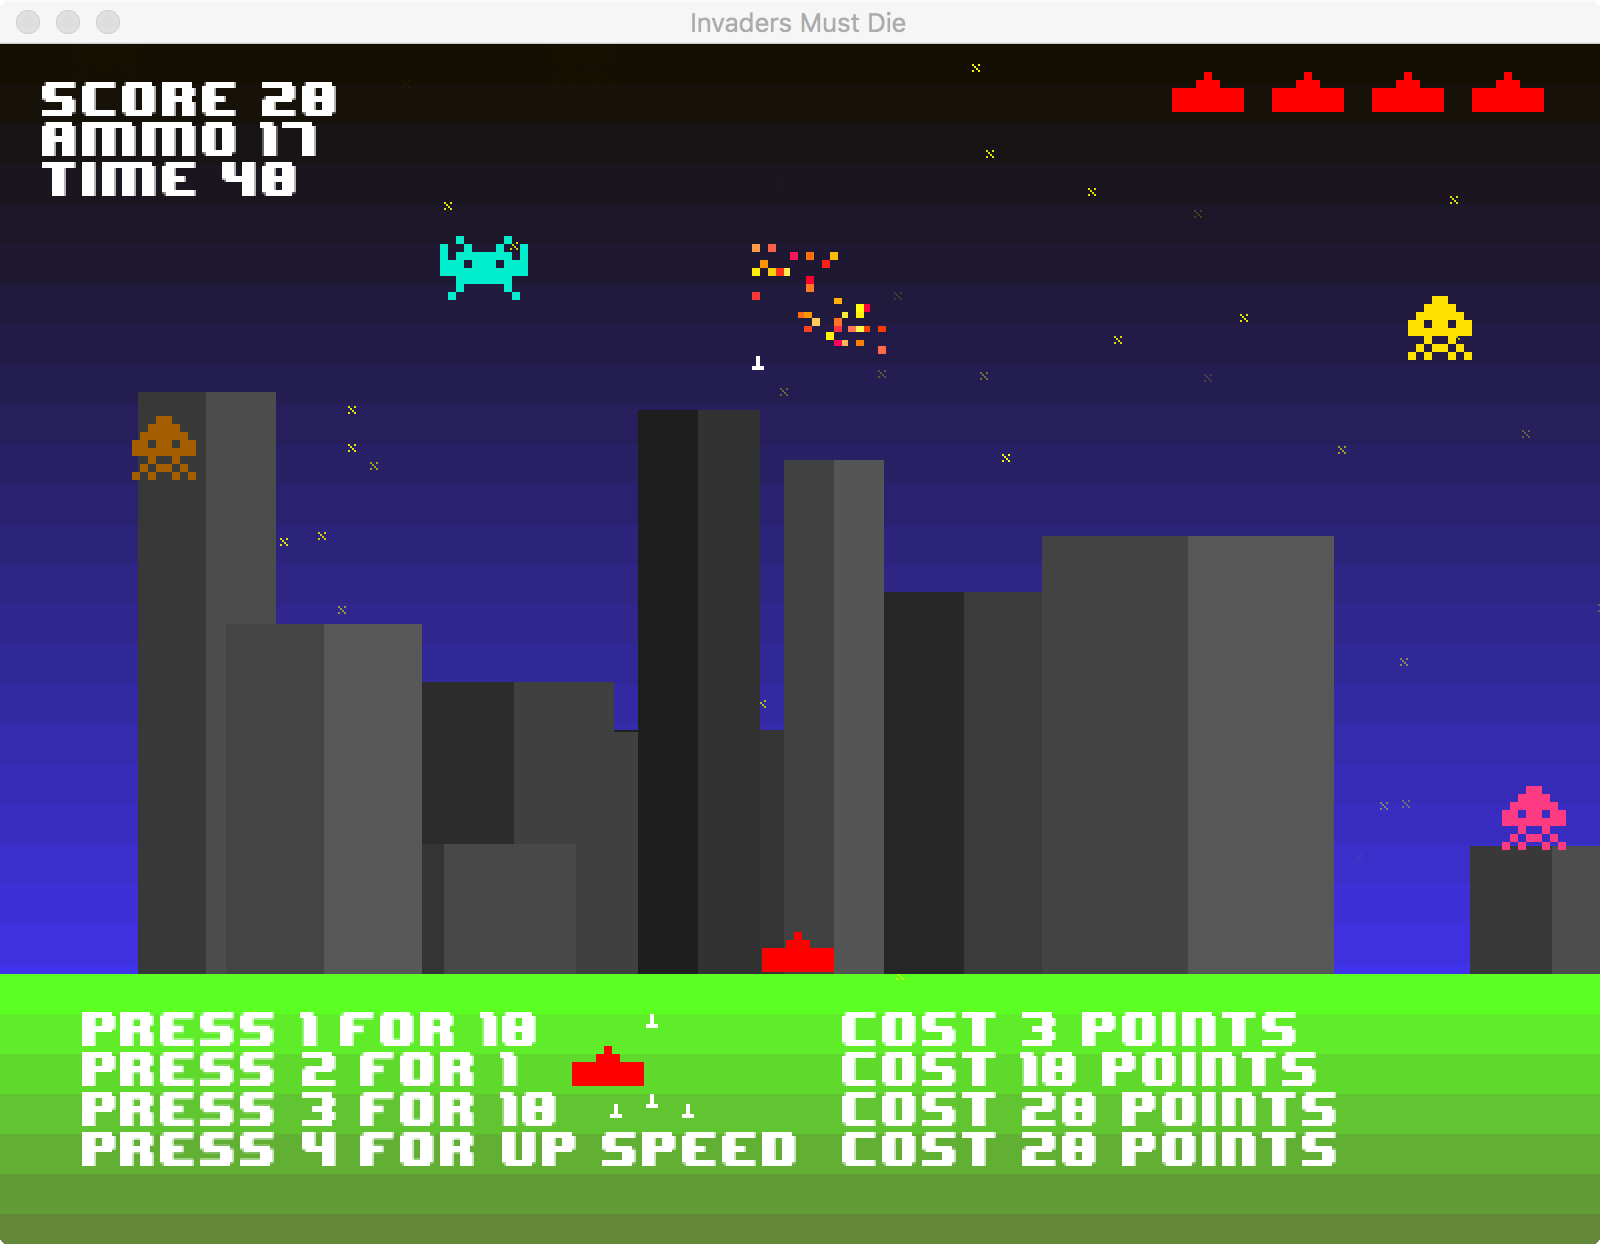 Invaders Must Die
SCORE 20
AMMO 17
TIME 40
PRESS 1 FOR 10 COST 3 POINTS
PRESS 2 FOR 1 COST 10 POINTS
PRESS 3 FOR 10 COST 20 POINTS
PRESS 4 FOR UP SPEED COST 20 POINTS